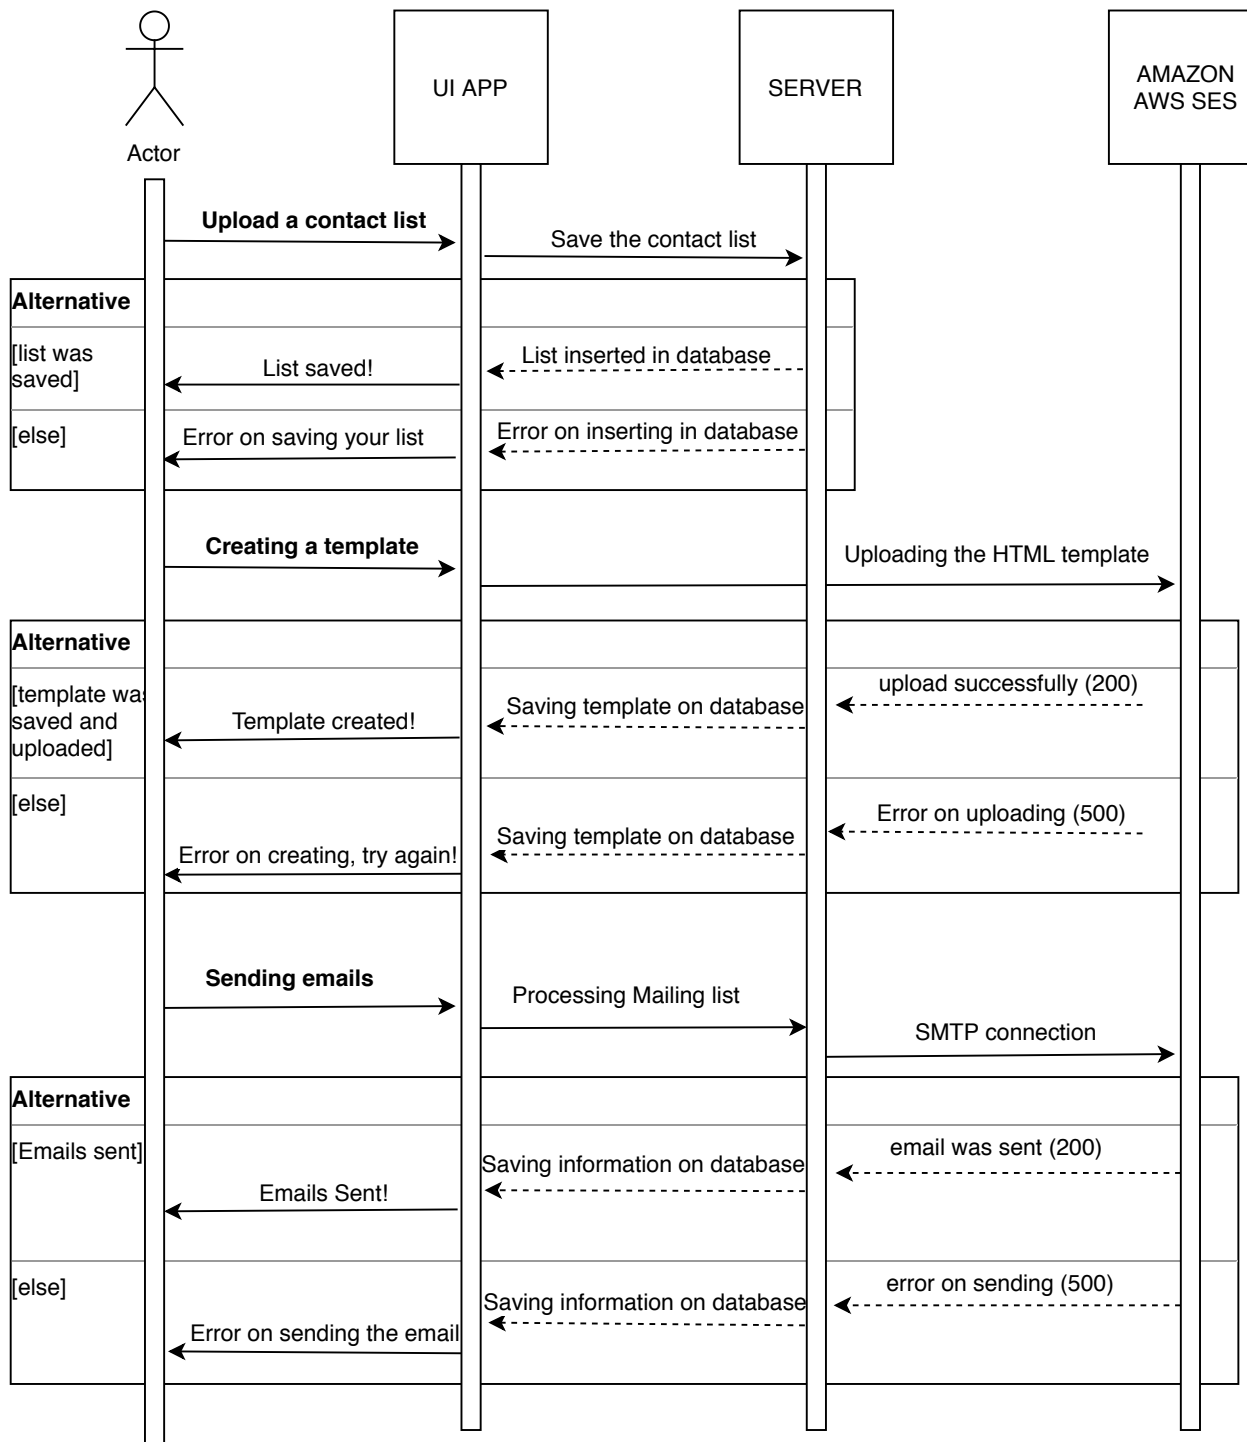 Actor
UI APP
SERVER
AMAZON
AWS SES
Upload a contact list
Save the contact list
Alternative
[list was
saved]
List saved!
List inserted in database
[else]
Error on saving your list
Error on inserting in database
Creating a template
Uploading the HTML template
Alternative
[template was
saved and
uploaded]
Template created!
Saving template on database
upload successfully (200)
[else]
Error on creating, try again!
Saving template on database
Error on uploading (500)
Sending emails
Processing Mailing list
SMTP connection
Alternative
[Emails sent]
Emails Sent!
Saving information on database
email was sent (200)
[else]
Error on sending the email
Saving information on database
error on sending (500)